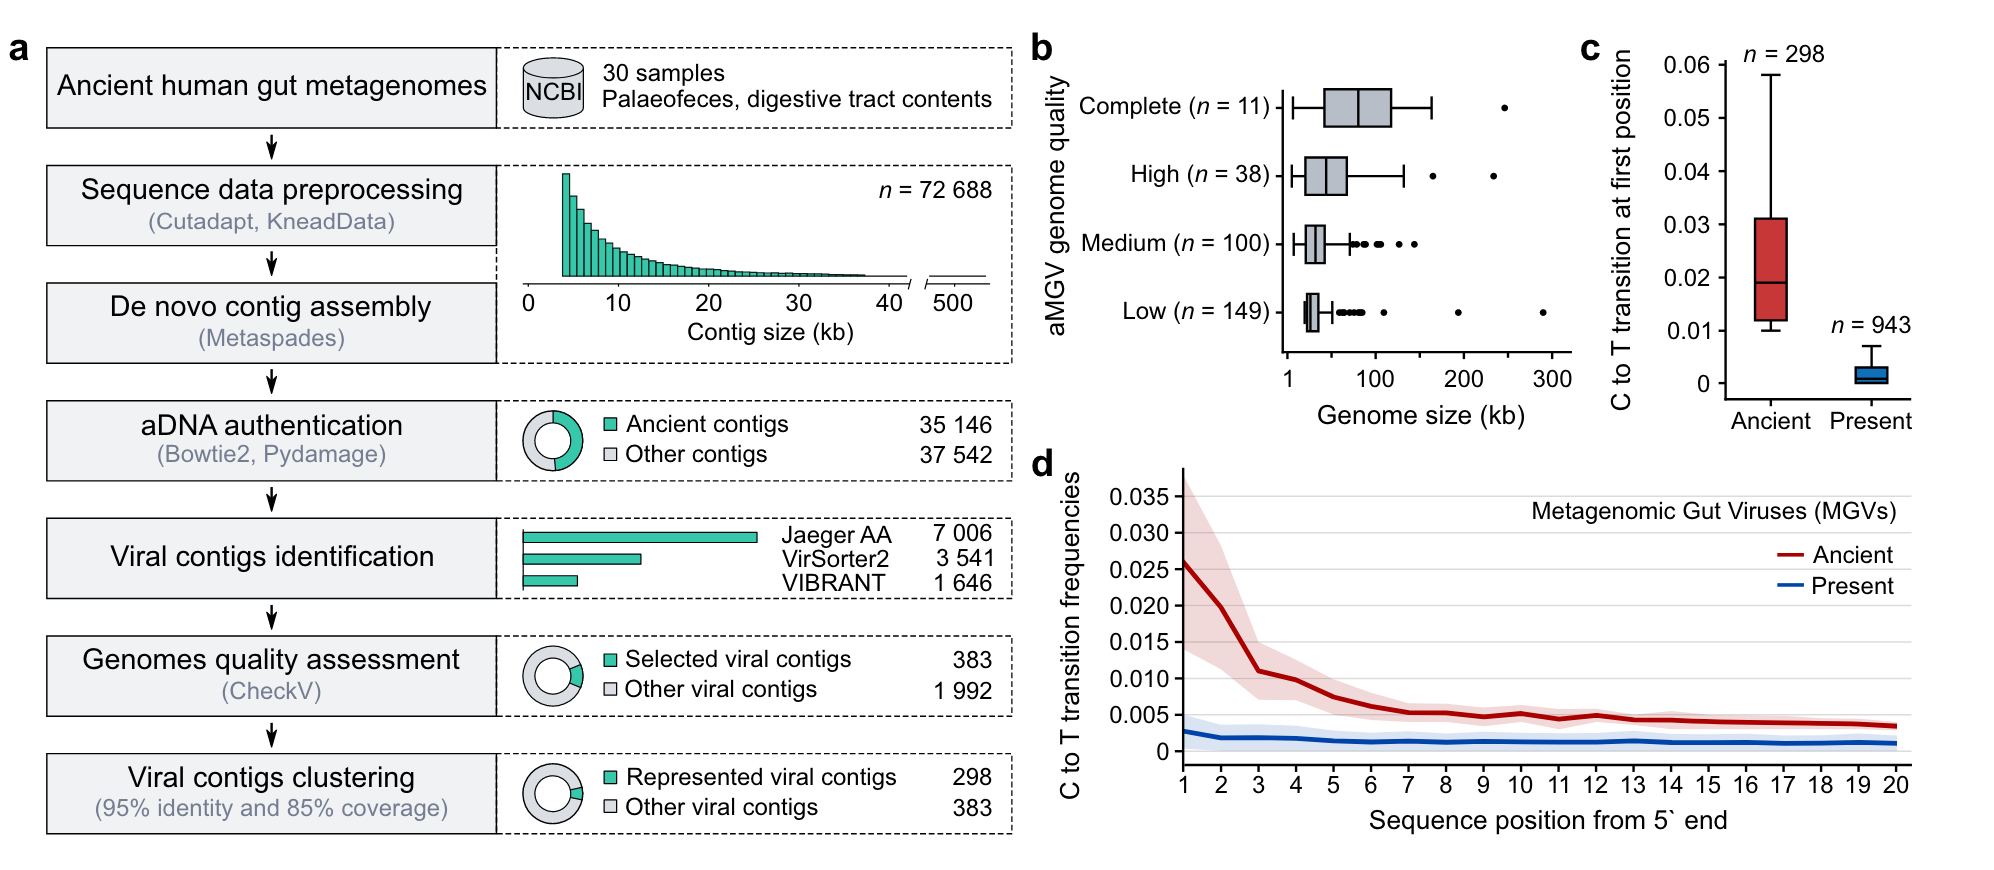 a
Ancient human gut metagenomes
NCBI
30 samples
Palaeofeces, digestive tract contents
Sequence data preprocessing
(Cutadapt, KneadData)
n = 72 688
0 10 20 30 40 500
Contig size (kb)
De novo contig assembly
(Metaspades)
aDNA authentication
(Bowtie2, Pydamage)
Ancient contigs 35 146
Other contigs 37 542
Viral contigs identification
Jaeger AA 7 006
VirSorter2 3 541
VIBRANT 1 646
Genomes quality assessment
(CheckV)
Selected viral contigs 383
Other viral contigs 1 992
Viral contigs clustering
(95% identity and 85% coverage)
Represented viral contigs 298
Other viral contigs 383
b
aMGV genome quality
Complete (n = 11)
High (n = 38)
Medium (n = 100)
Low (n = 149)
1 100 200 300
Genome size (kb)
c
C to T transition at first position
0.06
0.05
0.04
0.03
0.02
0.01
0
n = 298
n = 943
Ancient Present
d
C to T transition frequencies
0.035
0.030
0.025
0.020
0.015
0.010
0.005
0
Metagenomic Gut Viruses (MGVs)
Ancient
Present
1 2 3 4 5 6 7 8 9 10 11 12 13 14 15 16 17 18 19 20
Sequence position from 5` end